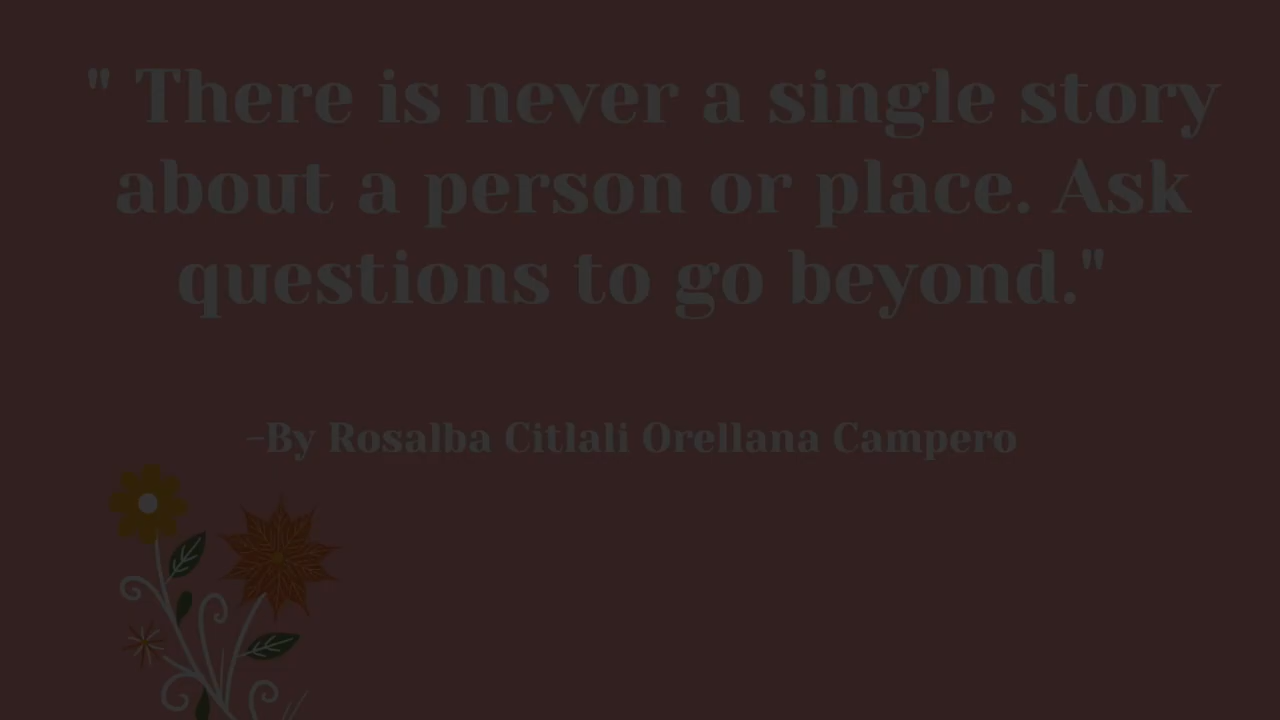 " There is never a single story
about a person or place. Ask
questions to go beyond."
-By Rosalba Citlali Orellana Campero